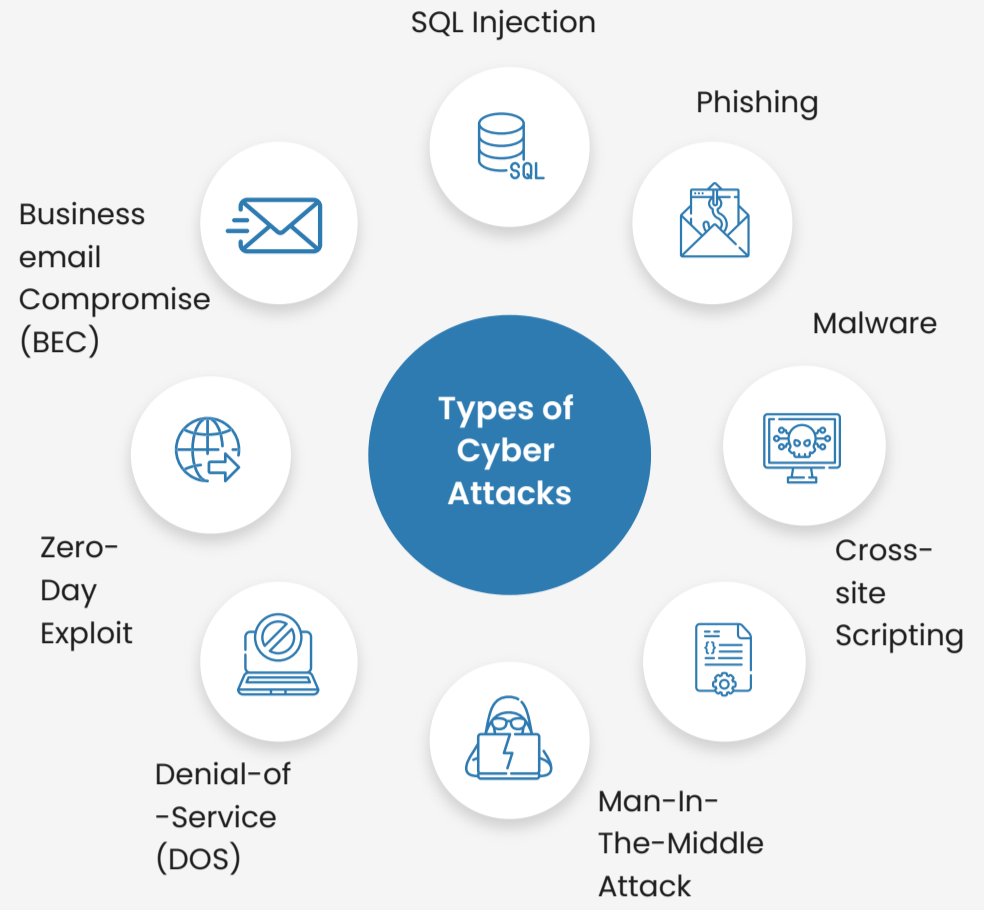 SQL Injection
SQL
Phishing
Malware
Cross-
site
Scripting
Man-In-
The-Middle
Attack
Denial-of
-Service
(DOS)
Zero-
Day
Exploit
Business
email
Compromise
(BEC)
Types of
Cyber
Attacks
{}